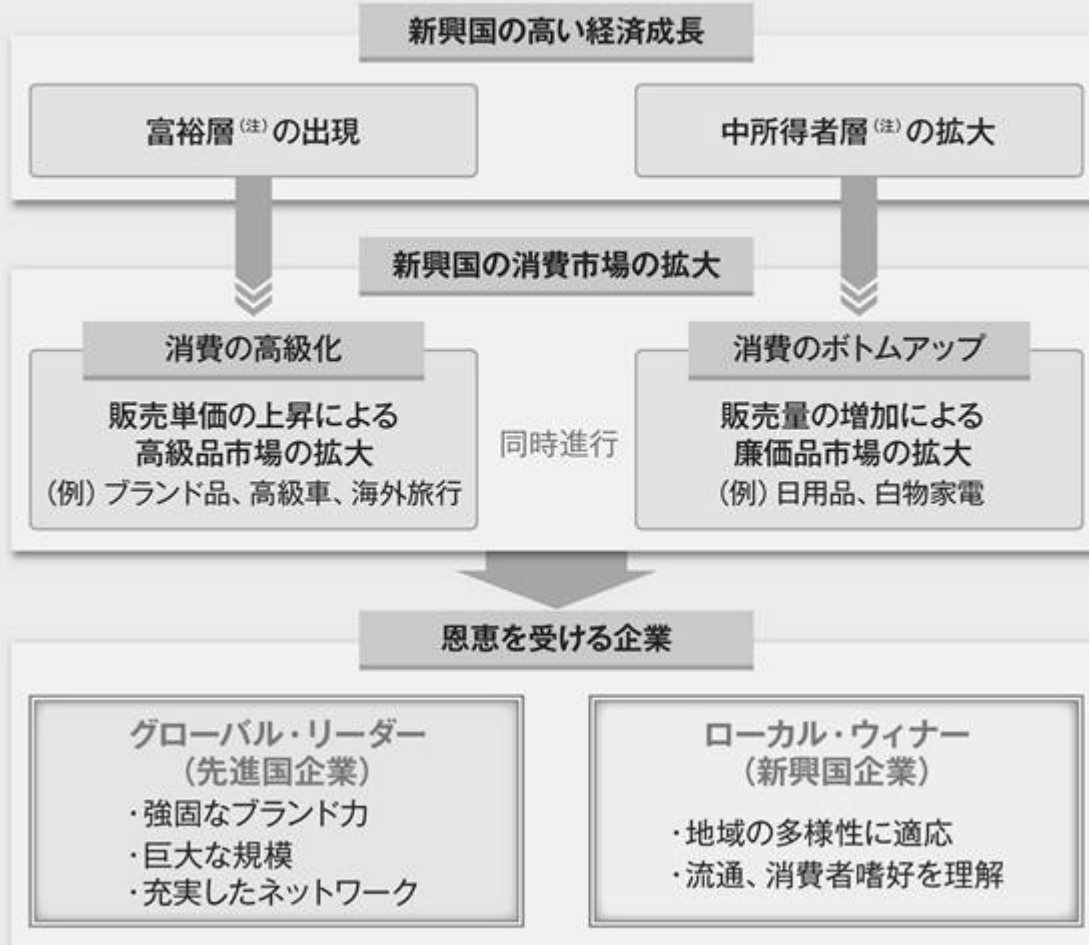 新興国の高い経済成長
富裕層(注)の出現
中所得者層(注)の拡大
新興国の消費市場の拡大
消費の高級化
販売単価の上昇による
高級品市場の拡大
(例)ブランド品、高級車、海外旅行
同時進行
消費のボトムアップ
販売量の増加による
廉価品市場の拡大
(例)日用品、白物家電
恩恵を受ける企業
グローバル・リーダー
(先進国企業)
・強固なブランド力
・巨大な規模
・充実したネットワーク
ローカル・ウィナー
(新興国企業)
・地域の多様性に適応
・流通、消費者嗜好を理解